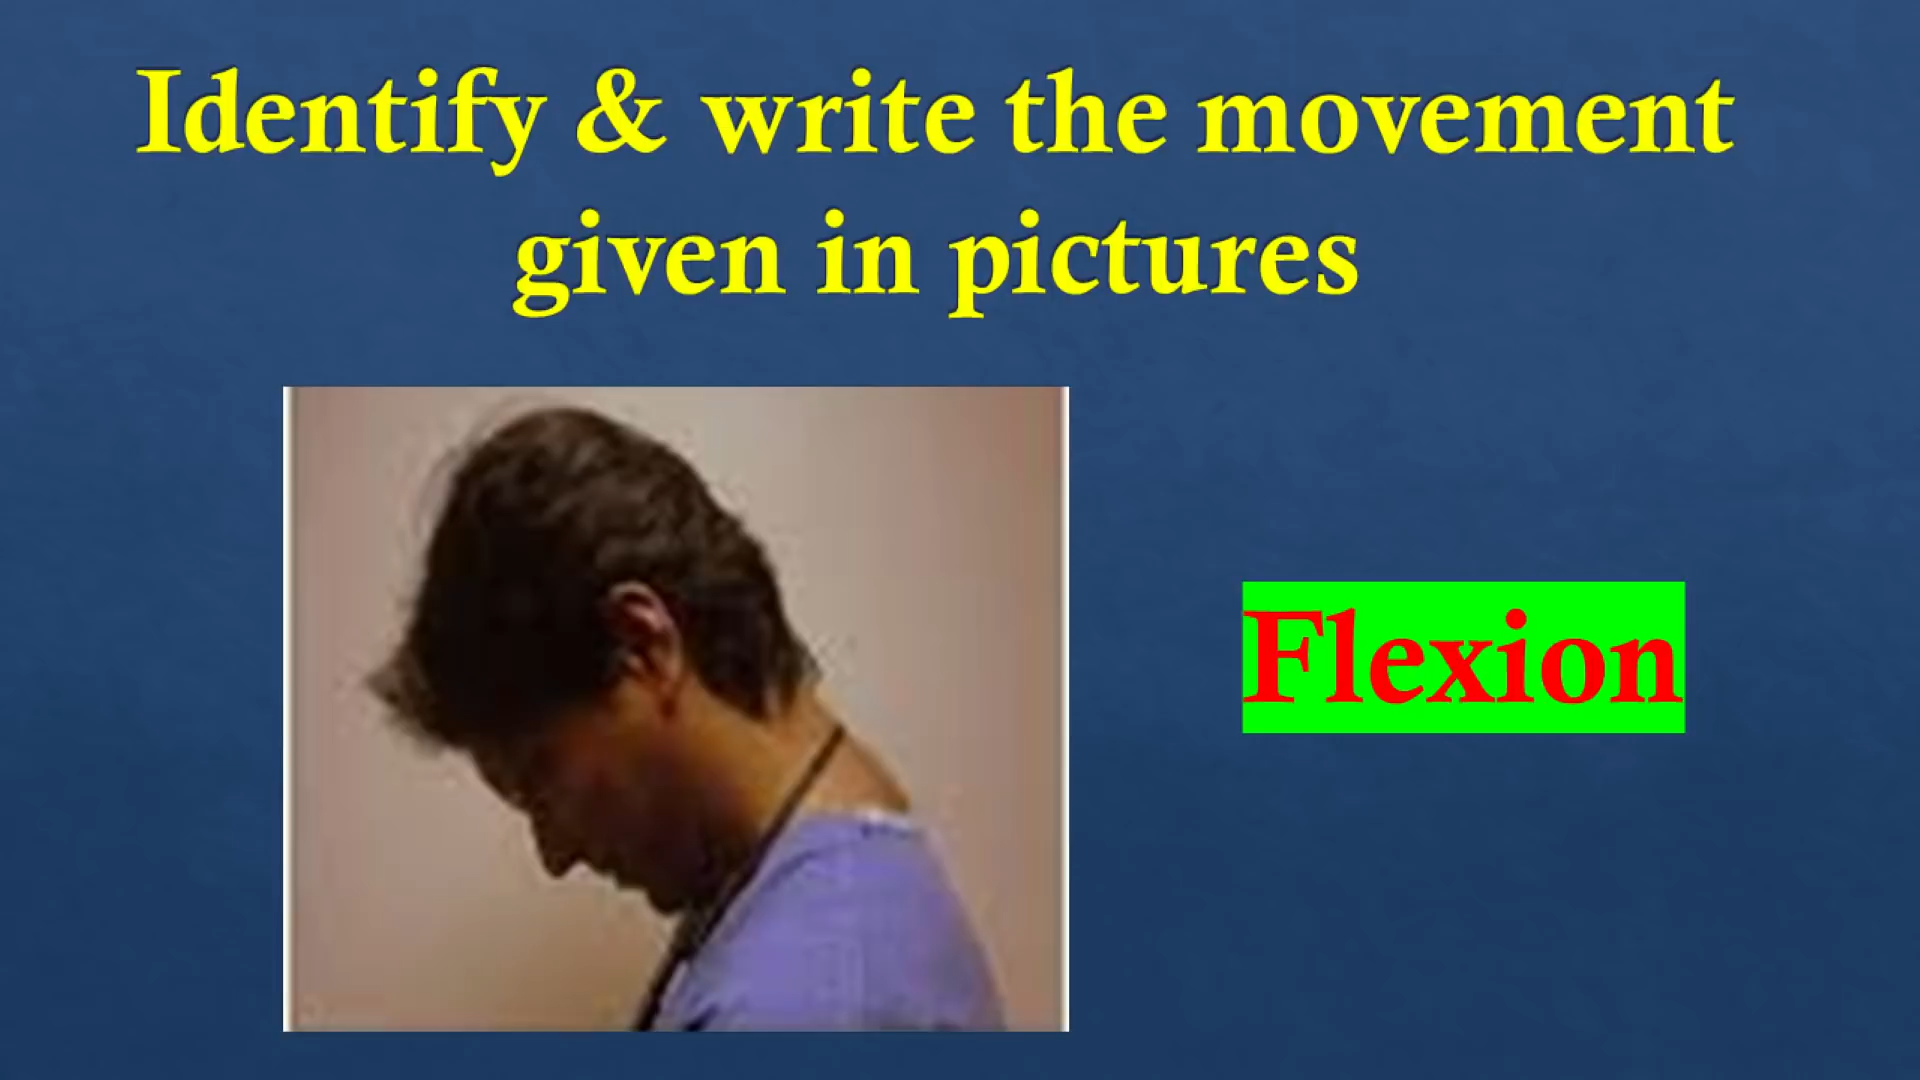 Identify & write the movement
given in pictures
Flexion